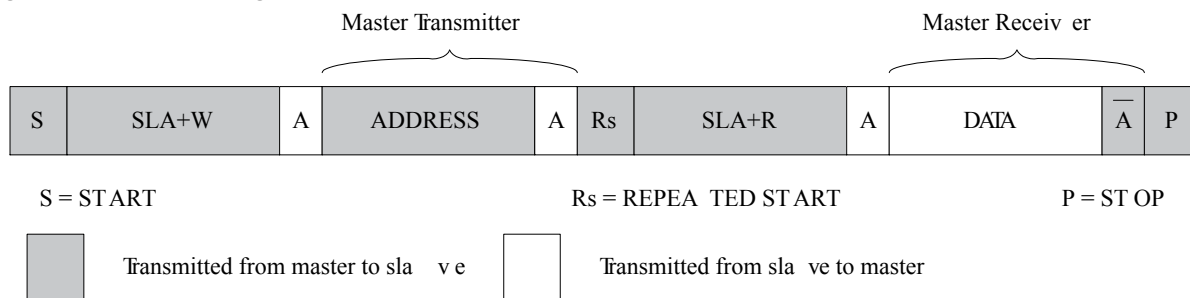 Master Transmitter Master Receiv er
S SLA+W A ADDRESS A Rs SLA+R A DATA A̅ P
S = ST ART Rs = REPEA TED ST ART P = ST OP
Transmitted from master to sla v e Transmitted from sla ve to master